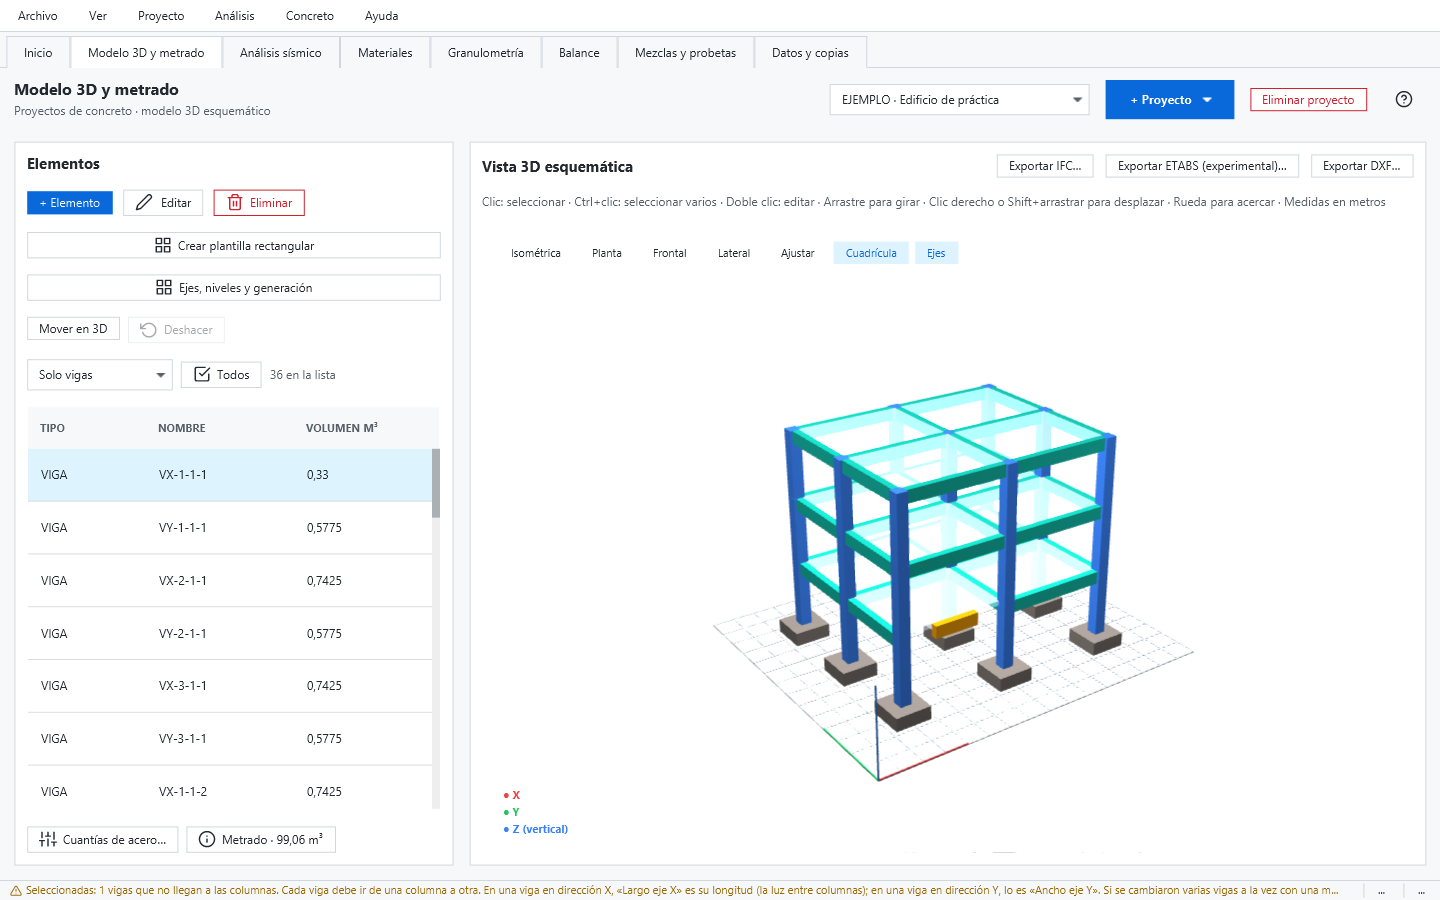 Archivo Ver Proyecto Análisis Concreto Ayuda
Inicio Modelo 3D y metrado Análisis sísmico Materiales Granulometría Balance Mezclas y probetas Datos y copias
Modelo 3D y metrado
Proyectos de concreto · modelo 3D esquemático
EJEMPLO · Edificio de práctica
+ Proyecto
Eliminar proyecto
Elementos
+ Elemento Editar Eliminar
Crear plantilla rectangular
Ejes, niveles y generación
Mover en 3D Deshacer
Solo vigas Todos 36 en la lista
TIPO NOMBRE VOLUMEN M³
VIGA VX-1-1-1 0,33
VIGA VY-1-1-1 0,5775
VIGA VX-2-1-1 0,7425
VIGA VY-2-1-1 0,5775
VIGA VX-3-1-1 0,7425
VIGA VY-3-1-1 0,5775
VIGA VX-1-1-2 0,7425
Cuantías de acero... Metrado · 99,06 m³
Vista 3D esquemática
Exportar IFC... Exportar ETABS (experimental)... Exportar DXF...
Clic: seleccionar · Ctrl+clic: seleccionar varios · Doble clic: editar · Arrastre para girar · Clic derecho o Shift+arrastrar para desplazar · Rueda para acercar · Medidas en metros
Isométrica Planta Frontal Lateral Ajustar Cuadrícula Ejes
X
Y
Z (vertical)
Seleccionadas: 1 vigas que no llegan a las columnas. Cada viga debe ir de una columna a otra. En una viga en dirección X, «Largo eje X» es su longitud (la luz entre columnas); en una viga en dirección Y, lo es «Ancho eje Y». Si se cambiaron varias vigas a la vez con una m... ... ...